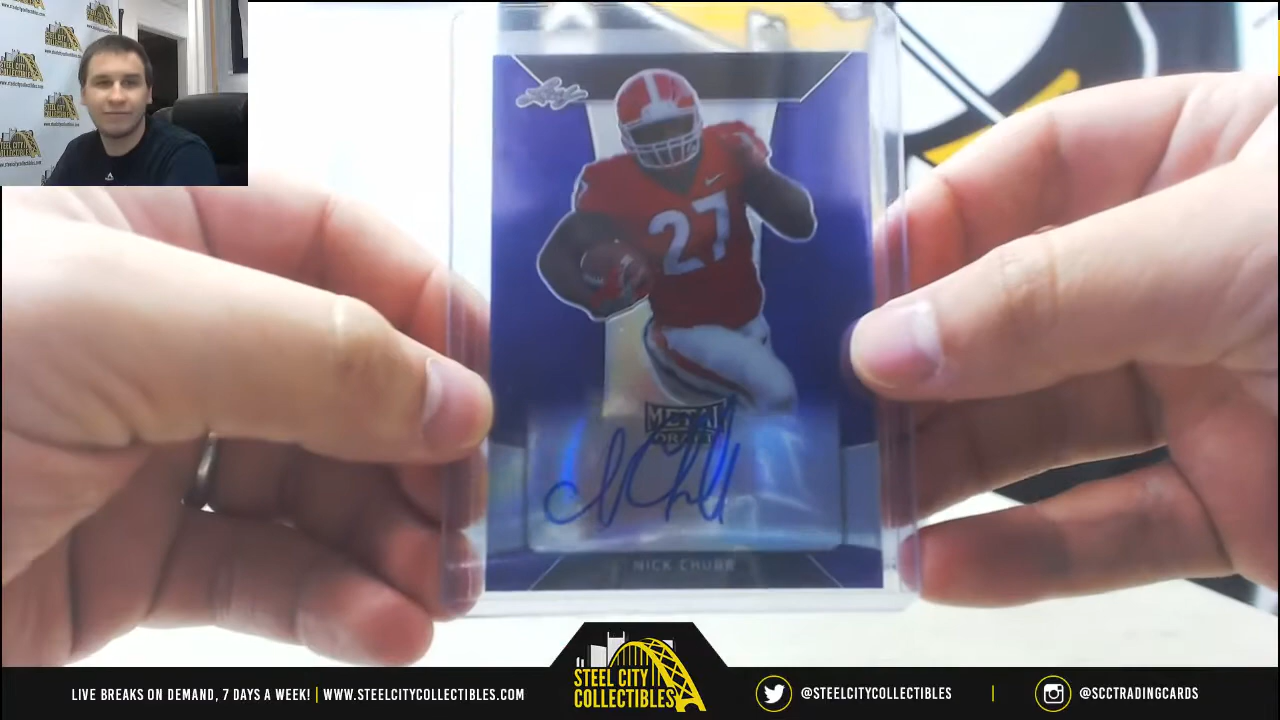 Leaf
27
METAL
DRAFT
NICK CHUBB
STEEL CITY
COLLECTIBLES
LIVE BREAKS ON DEMAND, 7 DAYS A WEEK! | WWW.STEELCITYCOLLECTIBLES.COM
@STEELCITYCOLLECTIBLES | @SCCTRADINGCARDS